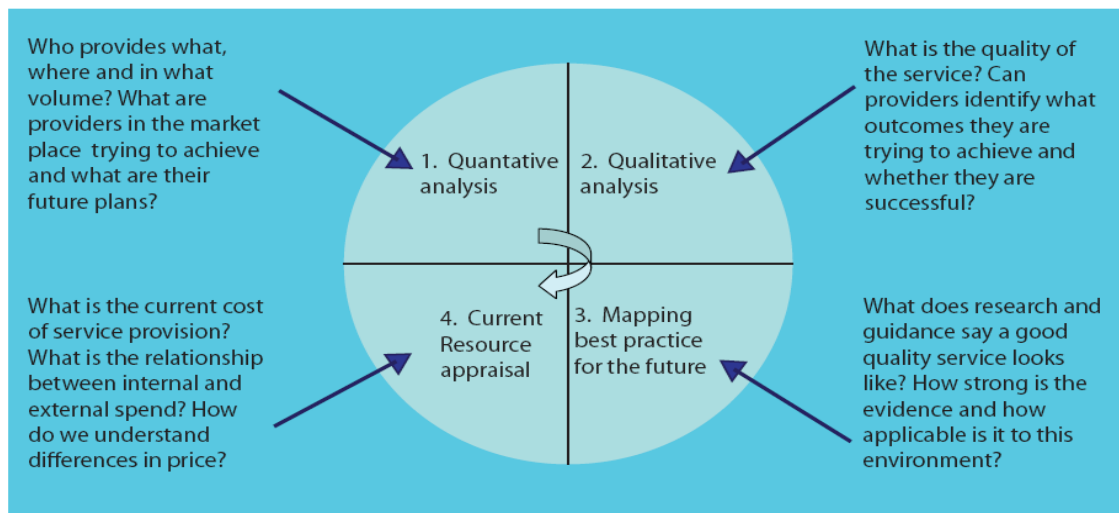 Who provides what,
where and in what
volume? What are
providers in the market
place trying to achieve
and what are their
future plans?
What is the quality of
the service? Can
providers identify what
outcomes they are
trying to achieve and
whether they are
successful?
1. Quantative
analysis
2. Qualitative
analysis
4. Current
Resource
appraisal
3. Mapping
best practice
for the future
What is the current cost
of service provision?
What is the relationship
between internal and
external spend? How
do we understand
differences in price?
What does research and
guidance say a good
quality service looks
like? How strong is the
evidence and how
applicable is it to this
environment?